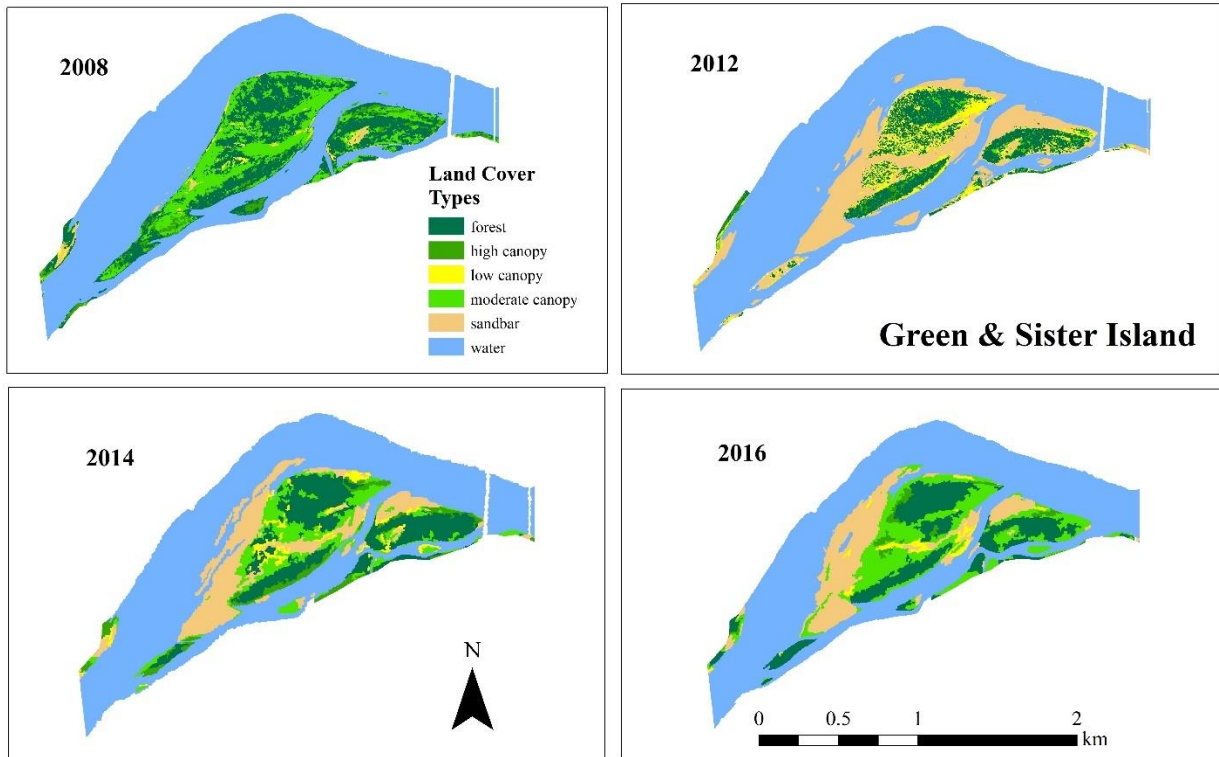 2008
Land Cover
Types
forest
high canopy
low canopy
moderate canopy
sandbar
water
2012
Green & Sister Island
2014
N
2016
0 0.5 1 2
km